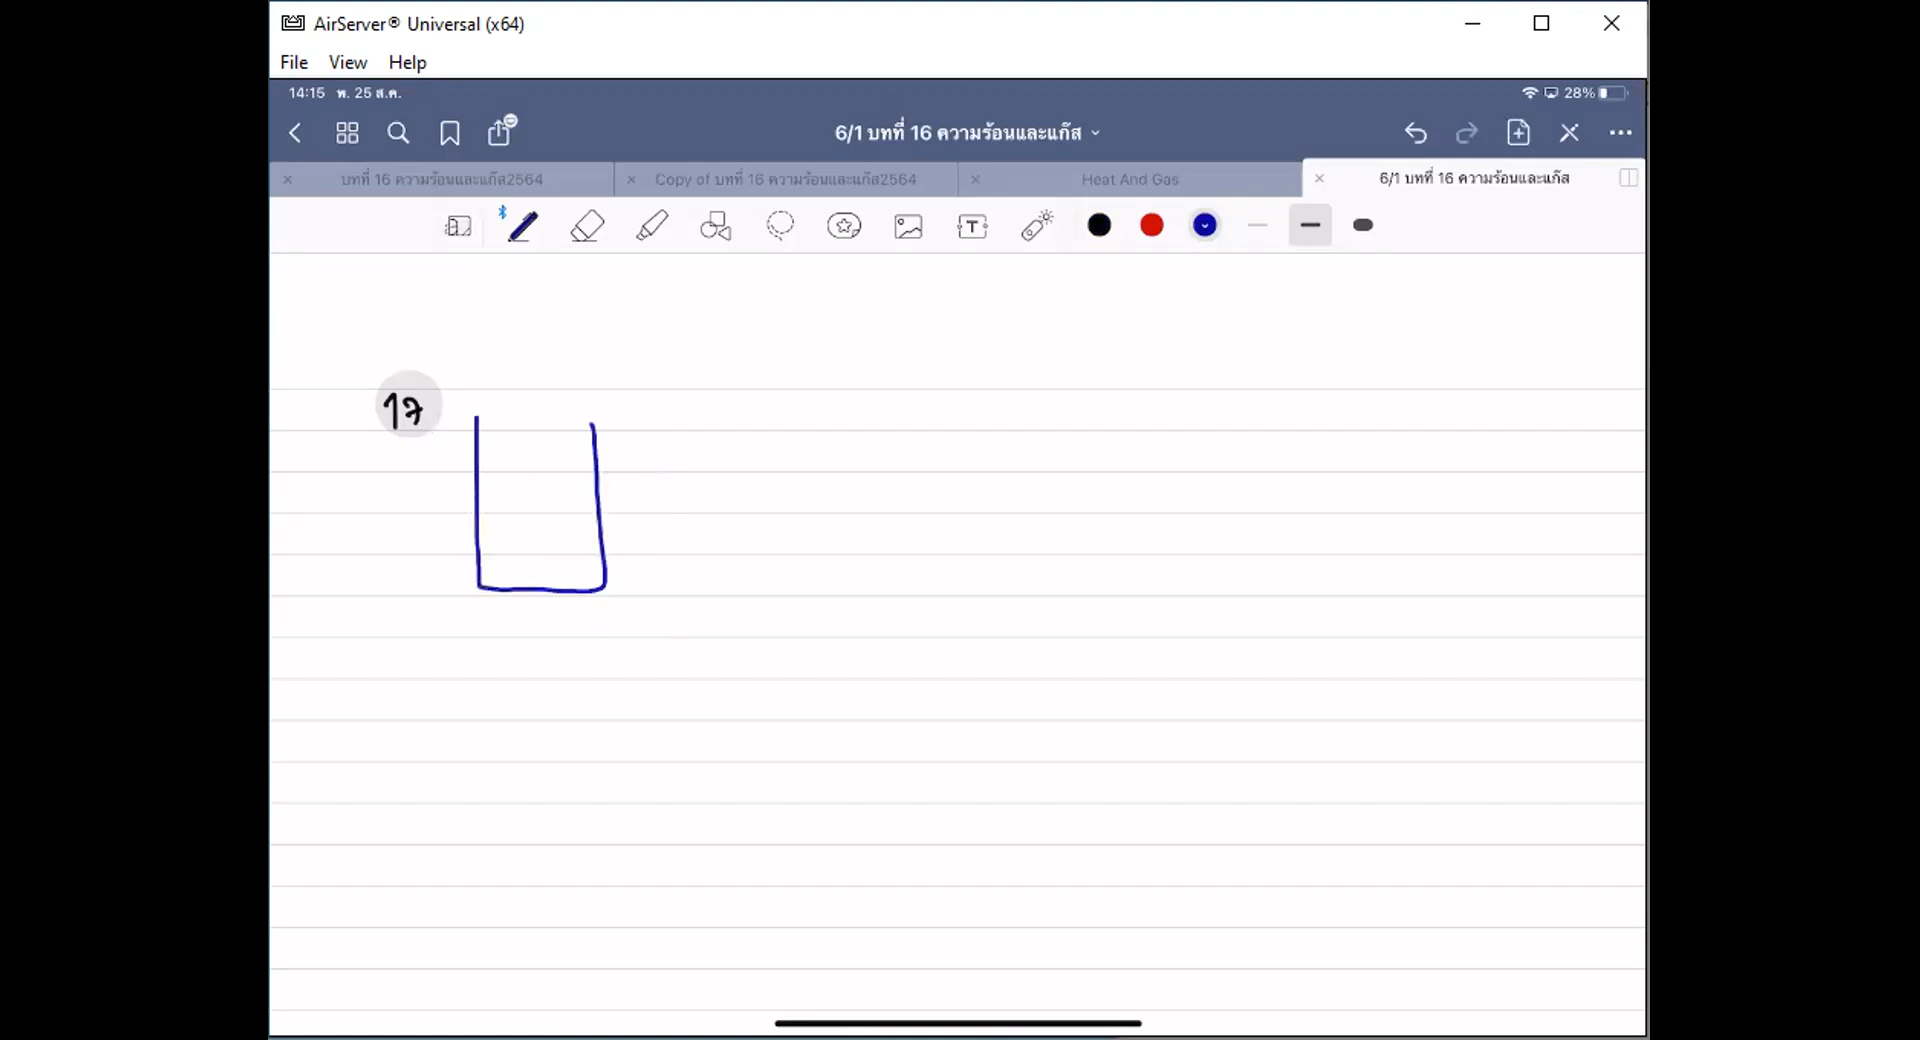 AirServer® Universal (x64)
File View Help
14:15 พ. 25 ส.ค. 28%
6/1 บทที่ 16 ความร้อนและแก๊ส
บทที่ 16 ความร้อนและแก๊ส2564 Copy of บทที่ 16 ความร้อนและแก๊ส2564 Heat And Gas 6/1 บทที่ 16 ความร้อนและแก๊ส
T
17